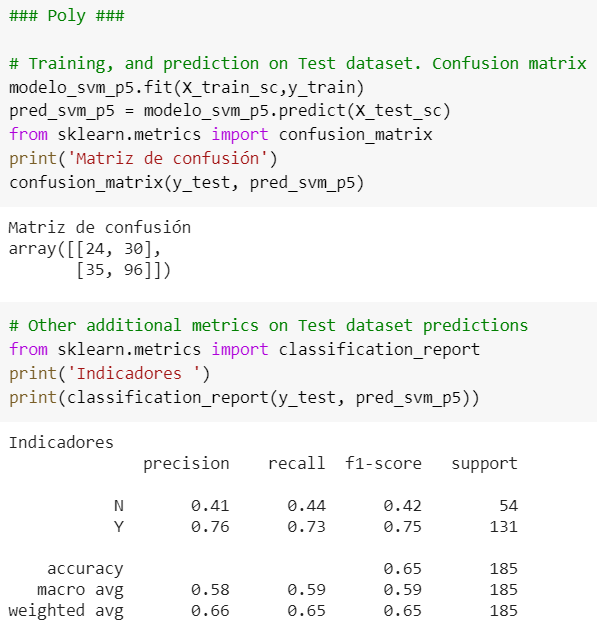 ### Poly ###
# Training, and prediction on Test dataset. Confusion matrix
modelo_svm_p5.fit(X_train_sc,y_train)
pred_svm_p5 = modelo_svm_p5.predict(X_test_sc)
from sklearn.metrics import confusion_matrix
print('Matriz de confusión')
confusion_matrix(y_test, pred_svm_p5)
Matriz de confusión
array([[24, 30],
       [35, 96]])
# Other additional metrics on Test dataset predictions
from sklearn.metrics import classification_report
print('Indicadores ')
print(classification_report(y_test, pred_svm_p5))
Indicadores
              precision    recall  f1-score   support
           N       0.41      0.44      0.42        54
           Y       0.76      0.73      0.75       131
    accuracy                           0.65       185
   macro avg       0.58      0.59      0.59       185
weighted avg       0.66      0.65      0.65       185